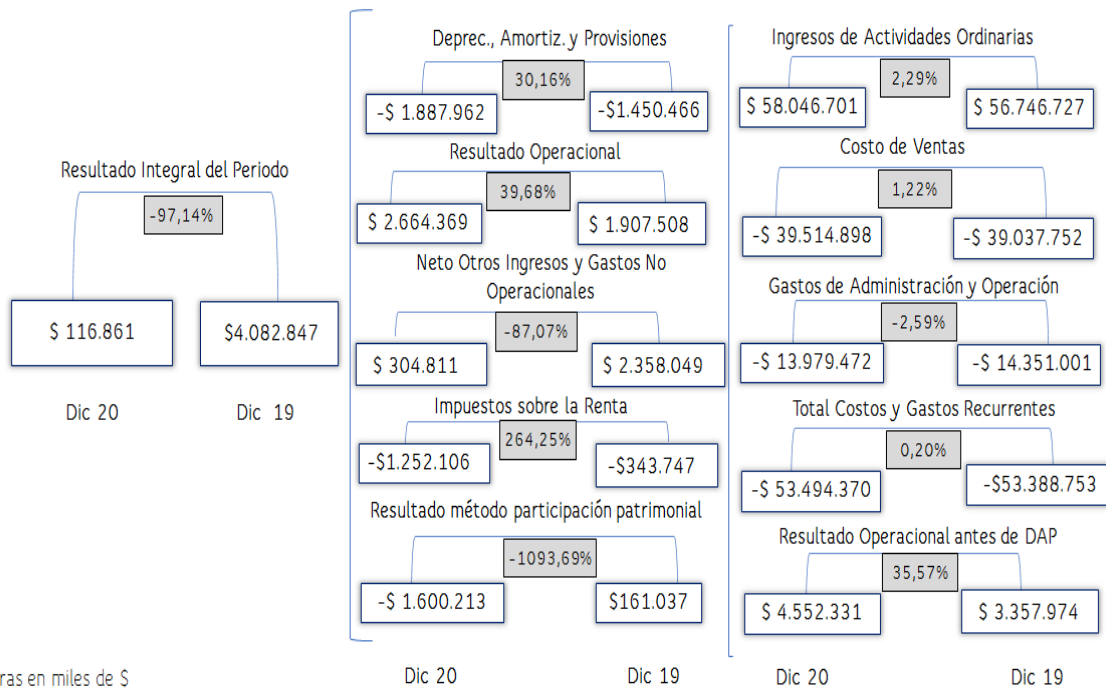 Resultado Integral del Periodo
-97,14%
$ 116.861
$4.082.847
Dic 20
Dic 19
Deprec., Amortiz. y Provisiones
30,16%
-$ 1.887.962
-$1.450.466
Resultado Operacional
39,68%
$ 2.664.369
$ 1.907.508
Neto Otros Ingresos y Gastos No
Operacionales
-87,07%
$ 304.811
$ 2.358.049
Impuestos sobre la Renta
264,25%
-$1.252.106
-$343.747
Resultado método participación patrimonial
-1093,69%
-$ 1.600.213
$161.037
Dic 20
Dic 19
Ingresos de Actividades Ordinarias
2,29%
$ 58.046.701
$ 56.746.727
Costo de Ventas
1,22%
-$ 39.514.898
-$ 39.037.752
Gastos de Administración y Operación
-2,59%
-$ 13.979.472
-$ 14.351.001
Total Costos y Gastos Recurrentes
0,20%
-$ 53.494.370
-$53.388.753
Resultado Operacional antes de DAP
35,57%
$ 4.552.331
$ 3.357.974
Dic 20
Dic 19
ras en miles de $